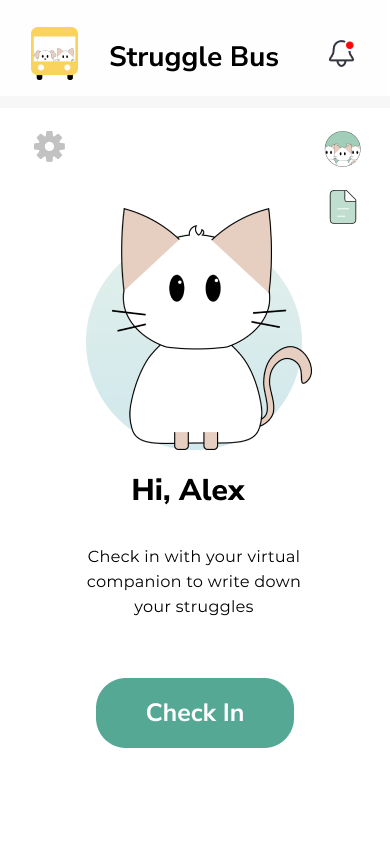 Struggle Bus
Hi, Alex
Check in with your virtual
companion to write down
your struggles
Check In